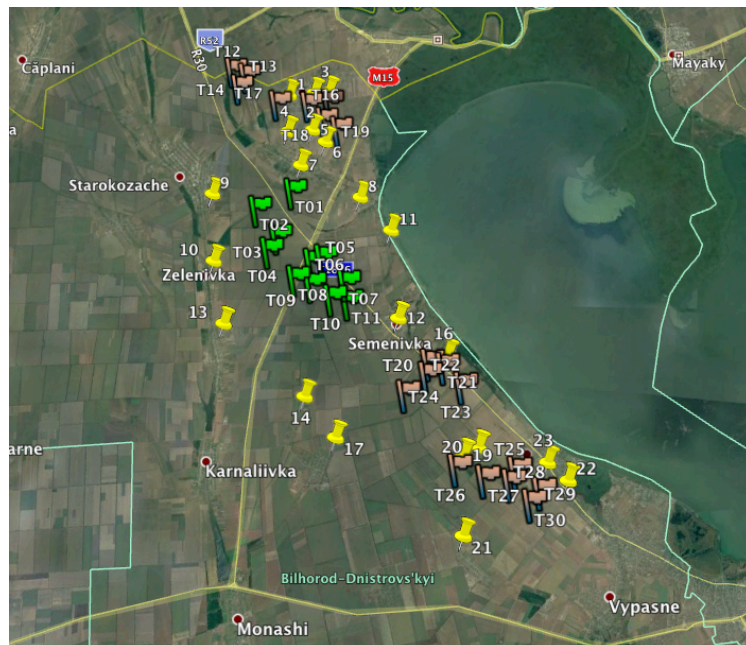 R52
T12
T13
R30
Căplani
Mayaky
M15
T14
T17
1
3
4
2
T16
T18
5
T19
6
7
Starokozache
9
8
T01
T02
11
T03
T05
10
T04
T06
Zelenivka
T09
T08
T07
T10
T11
13
12
Semenivka
16
T20
T22
T21
T24
T23
14
17
20
19
T25
23
arne
Karnaliivka
T28
22
T26
T27
T29
T30
21
Bilhorod-Dnistrovs'kyi
Vypasne
Monashi